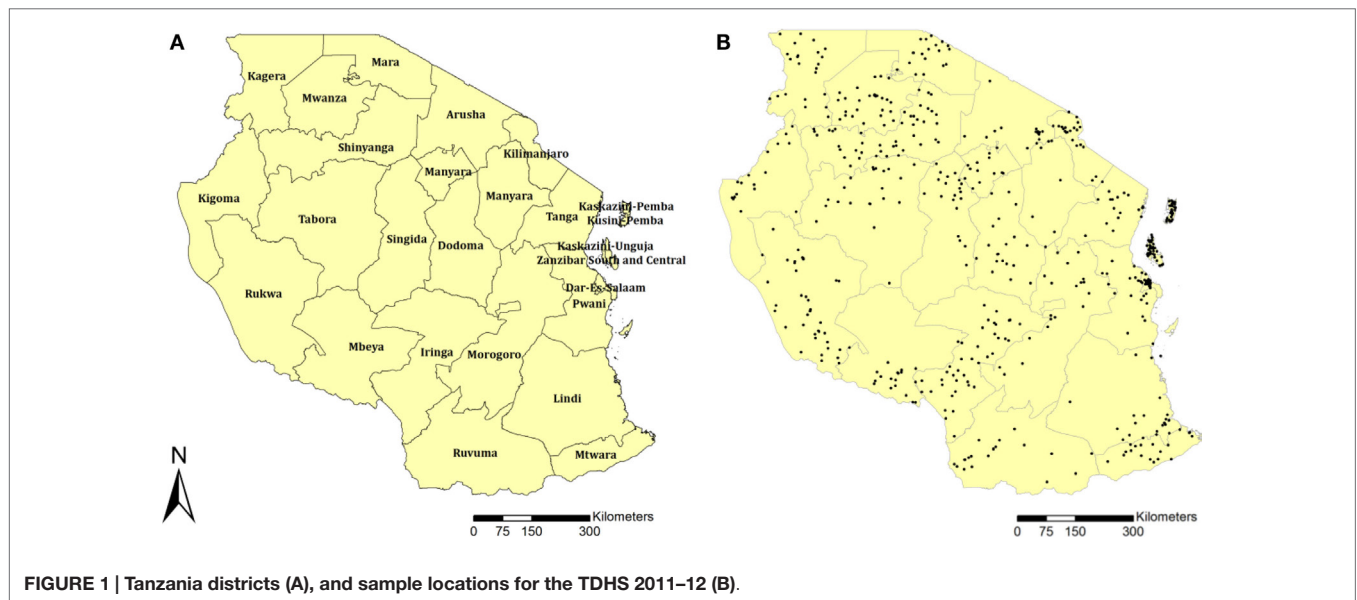 A
B
Mara
Kagera
Mwanza
Arusha
Shinyanga
Kilimanjaro
Manyara
Kigoma
Manyara
Kaskazini-Pemba
Tabora
Tanga
Kusini-Pemba
Singida
Dodoma
Kaskazini-Unguja
Zanzibar South and Central
Rukwa
Dar-Es-Salaam
Pwani
Mbeya
Iringa
Morogoro
Lindi
Ruvuma
Mtwara
N
Kilometers
0 75 150 300
Kilometers
0 75 150 300
FIGURE 1 | Tanzania districts (A), and sample locations for the TDHS 2011–12 (B).